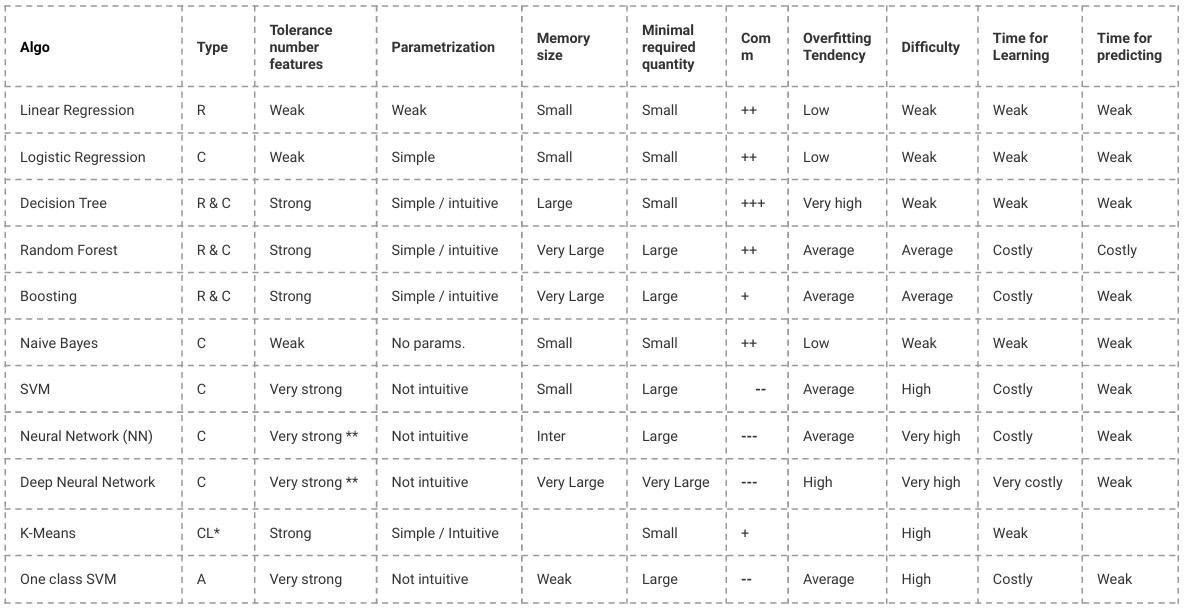 Algo Type Tolerance number features Parametrization Memory size Minimal required quantity Com m Overfitting Tendency Difficulty Time for Learning Time for predicting
Linear Regression R Weak Weak Small Small ++ Low Weak Weak Weak
Logistic Regression C Weak Simple Small Small ++ Low Weak Weak Weak
Decision Tree R & C Strong Simple / intuitive Large Small +++ Very high Weak Weak Weak
Random Forest R & C Strong Simple / intuitive Very Large Large ++ Average Average Costly Costly
Boosting R & C Strong Simple / intuitive Very Large Large + Average Average Costly Weak
Naive Bayes C Weak No params. Small Small ++ Low Weak Weak Weak
SVM C Very strong Not intuitive Small Large -- Average High Costly Weak
Neural Network (NN) C Very strong ** Not intuitive Inter Large --- Average Very high Costly Weak
Deep Neural Network C Very strong ** Not intuitive Very Large Very Large --- High Very high Very costly Weak
K-Means CL* Strong Simple / Intuitive Small + High Weak
One class SVM A Very strong Not intuitive Weak Large -- Average High Costly Weak